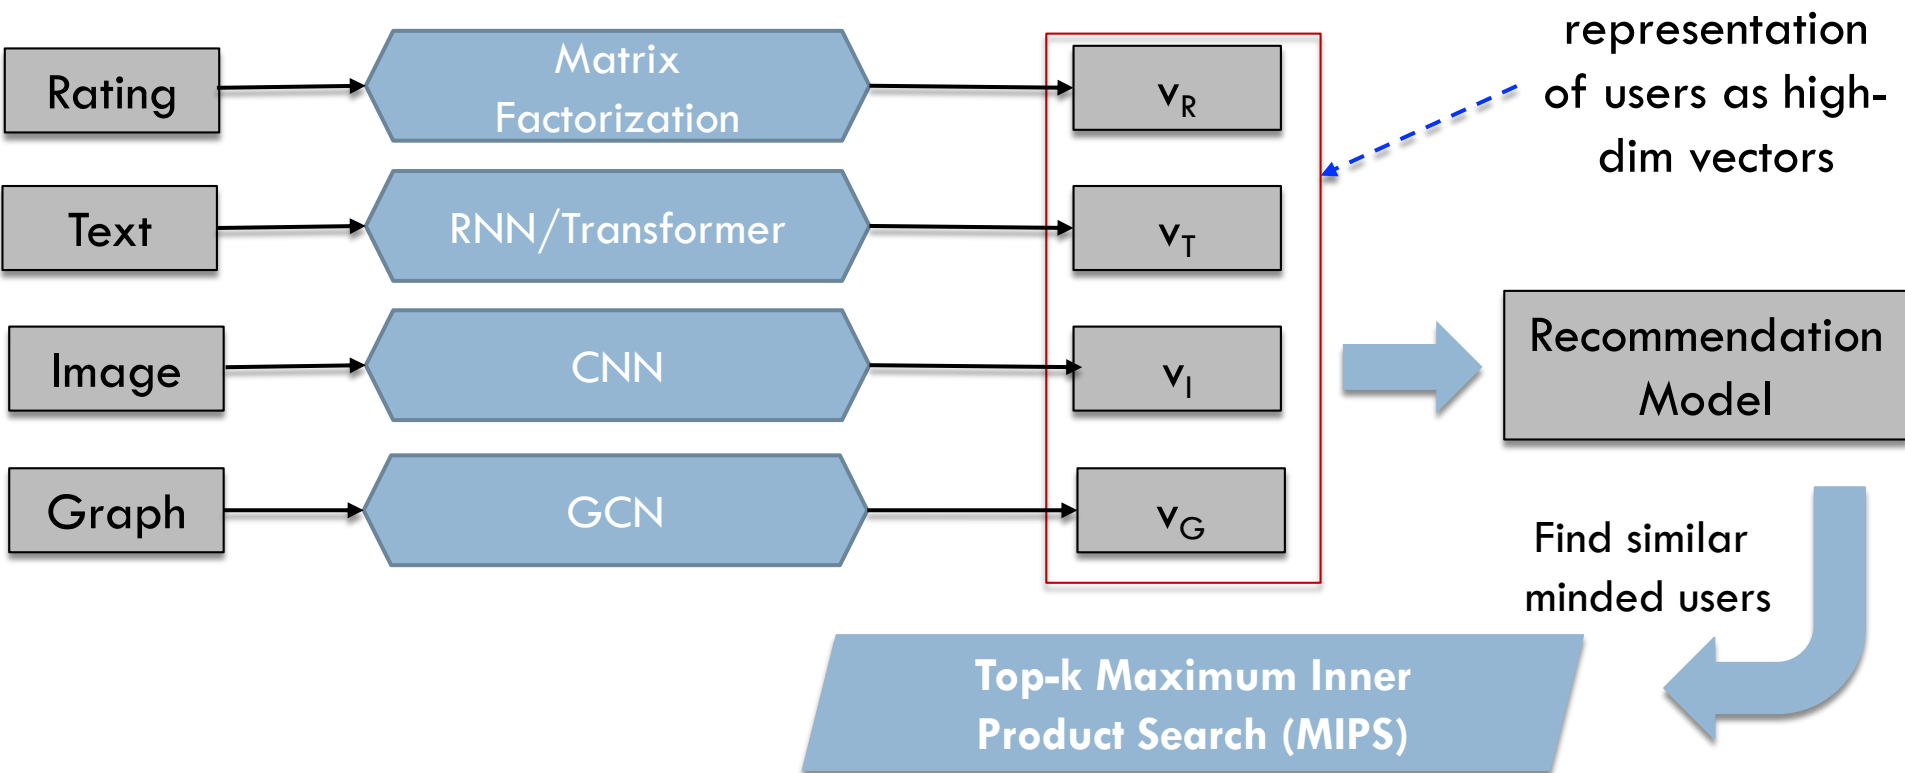 Rating
Matrix
Factorization
vR
representation
of users as high-
dim vectors
Text
RNN/Transformer
vT
Image
CNN
vI
Recommendation
Model
Graph
GCN
vG
Find similar
minded users
Top-k Maximum Inner
Product Search (MIPS)